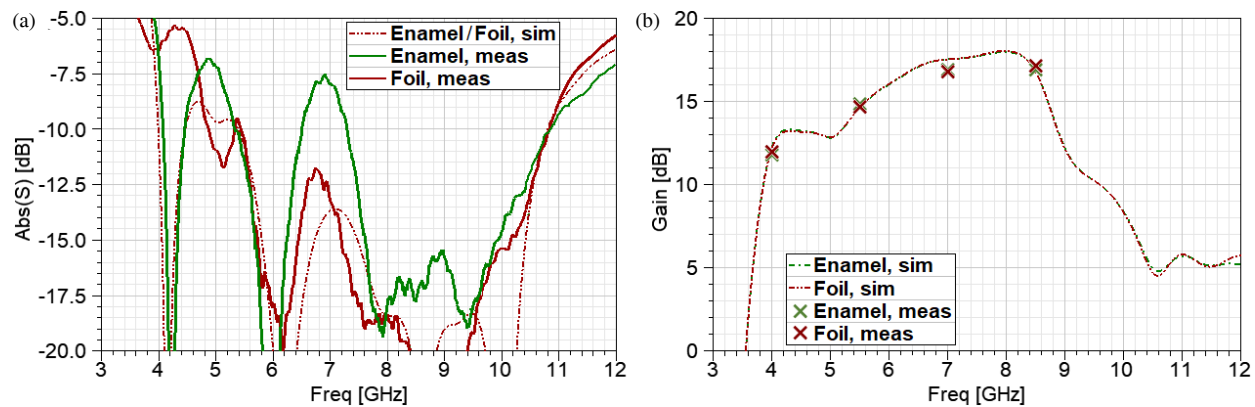 (a)
-5.0
-7.5
-10.0
-12.5
-15.0
-17.5
-20.0
Abs(S) [dB]
Enamel/Foil, sim
Enamel, meas
Foil, meas
3 4 5 6 7 8 9 10 11 12
Freq [GHz]
(b)
20
15
10
5
0
Gain [dB]
Enamel, sim
Foil, sim
Enamel, meas
Foil, meas
3 4 5 6 7 8 9 10 11 12
Freq [GHz]